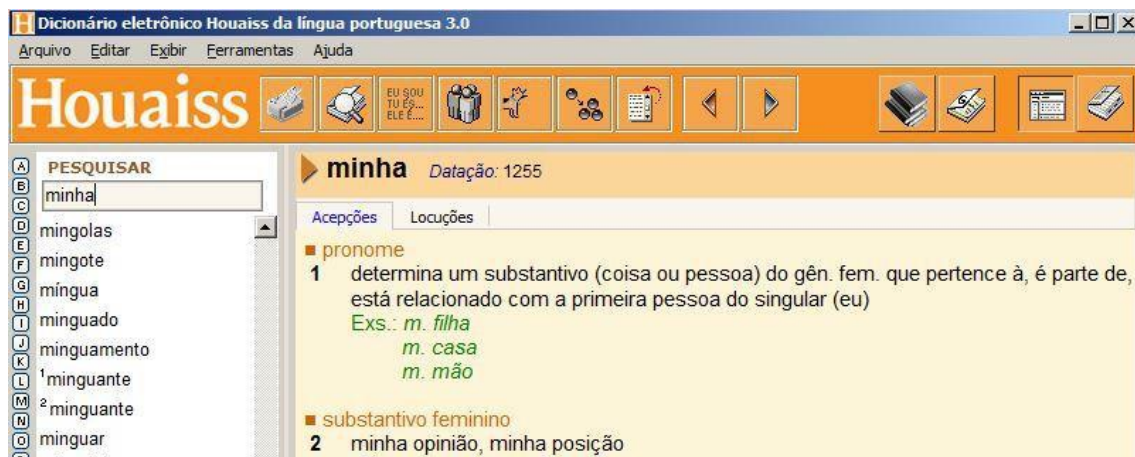 Dicionário eletrônico Houaiss da língua portuguesa 3.0
Arquivo Editar Exibir Ferramentas Ajuda
Houaiss
EU SOU
TU ÉS...
ELE É...
A
B
C
D
E
F
G
H
I
J
K
L
M
N
O
PESQUISAR
minha
mingolas
mingote
míngua
minguado
minguamento
¹minguante
²minguante
minguar
minha Datação: 1255
Acepções Locuções
pronome
1 determina um substantivo (coisa ou pessoa) do gên. fem. que pertence à, é parte de,
está relacionado com a primeira pessoa do singular (eu)
Exs.: m. filha
m. casa
m. mão
substantivo feminino
2 minha opinião, minha posição